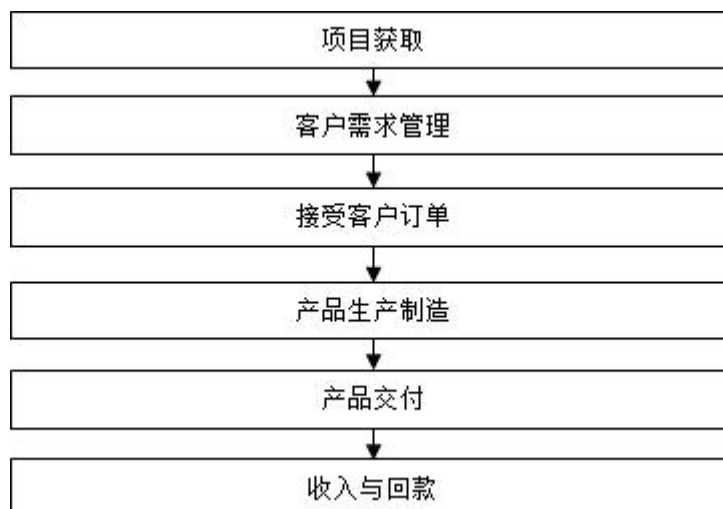 项目获取
客户需求管理
接受客户订单
产品生产制造
产品交付
收入与回款